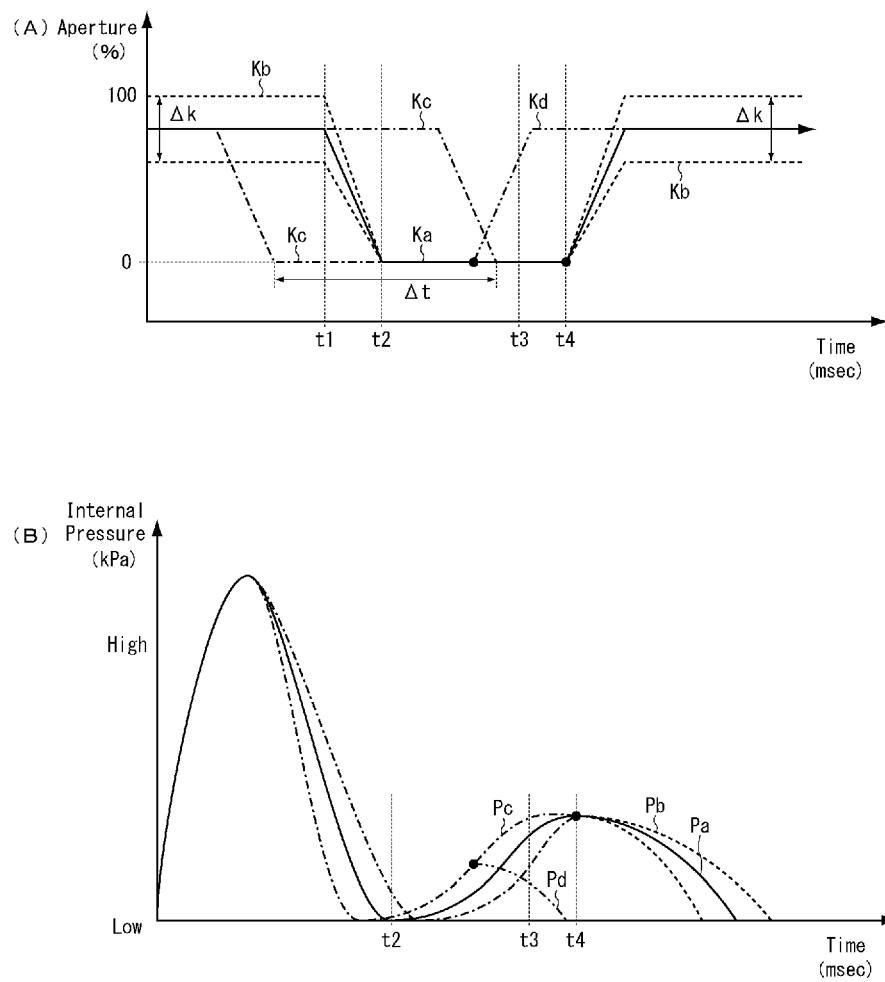 (A) Aperture
(%)
Kb
100
Δk
Kc
Kd
Δk
Kb
Kc
Ka
0
Δt
t1 t2 t3 t4
Time
(msec)
Internal
(B) Pressure
(kPa)
High
Pc
Pb
Pa
Pd
Low
t2 t3 t4
Time
(msec)